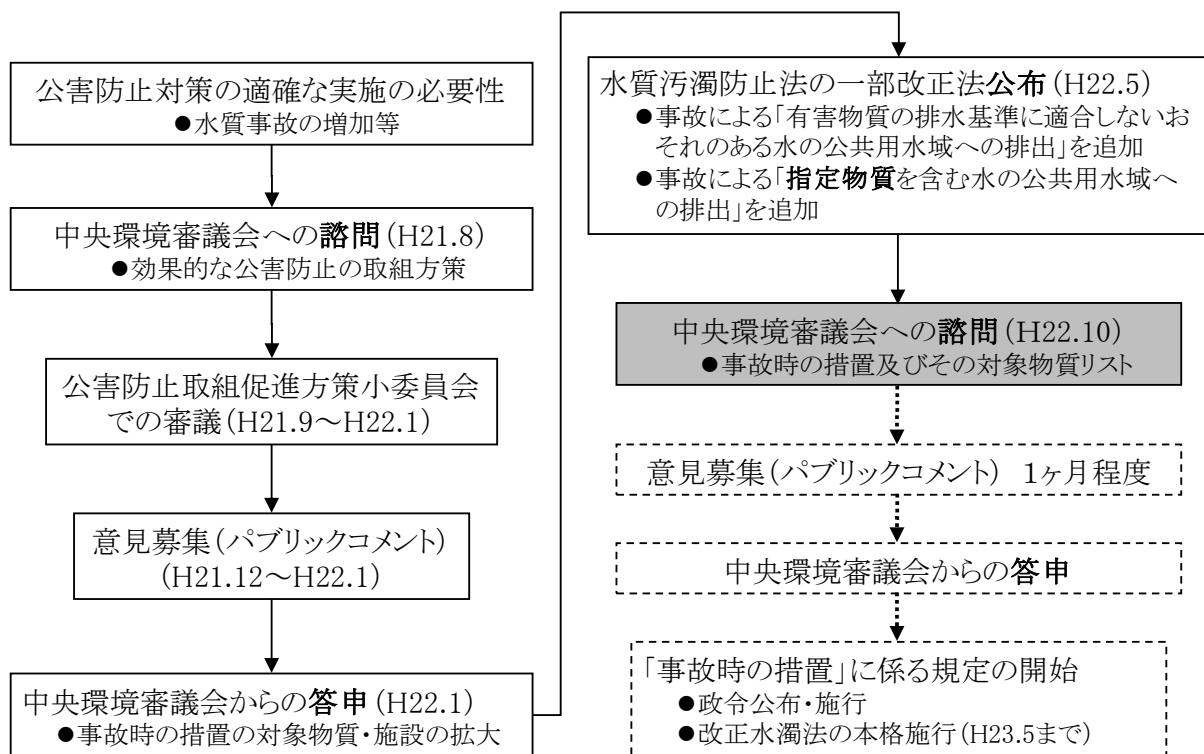 公害防止対策の適確な実施の必要性
●水質事故の増加等
中央環境審議会への諮問(H21.8)
●効果的な公害防止の取組方策
公害防止取組促進方策小委員会
での審議(H21.9～H22.1)
意見募集(パブリックコメント)
(H21.12～H22.1)
中央環境審議会からの答申(H22.1)
●事故時の措置の対象物質・施設の拡大
水質汚濁防止法の一部改正法公布(H22.5)
●事故による「有害物質の排水基準に適合しないお
それのある水の公共用水域への排出」を追加
●事故による「指定物質を含む水の公共用水域へ
の排出」を追加
中央環境審議会への諮問(H22.10)
●事故時の措置及びその対象物質リスト
意見募集(パブリックコメント) 1ヶ月程度
中央環境審議会からの答申
「事故時の措置」に係る規定の開始
●政令公布・施行
●改正水濁法の本格施行(H23.5まで)